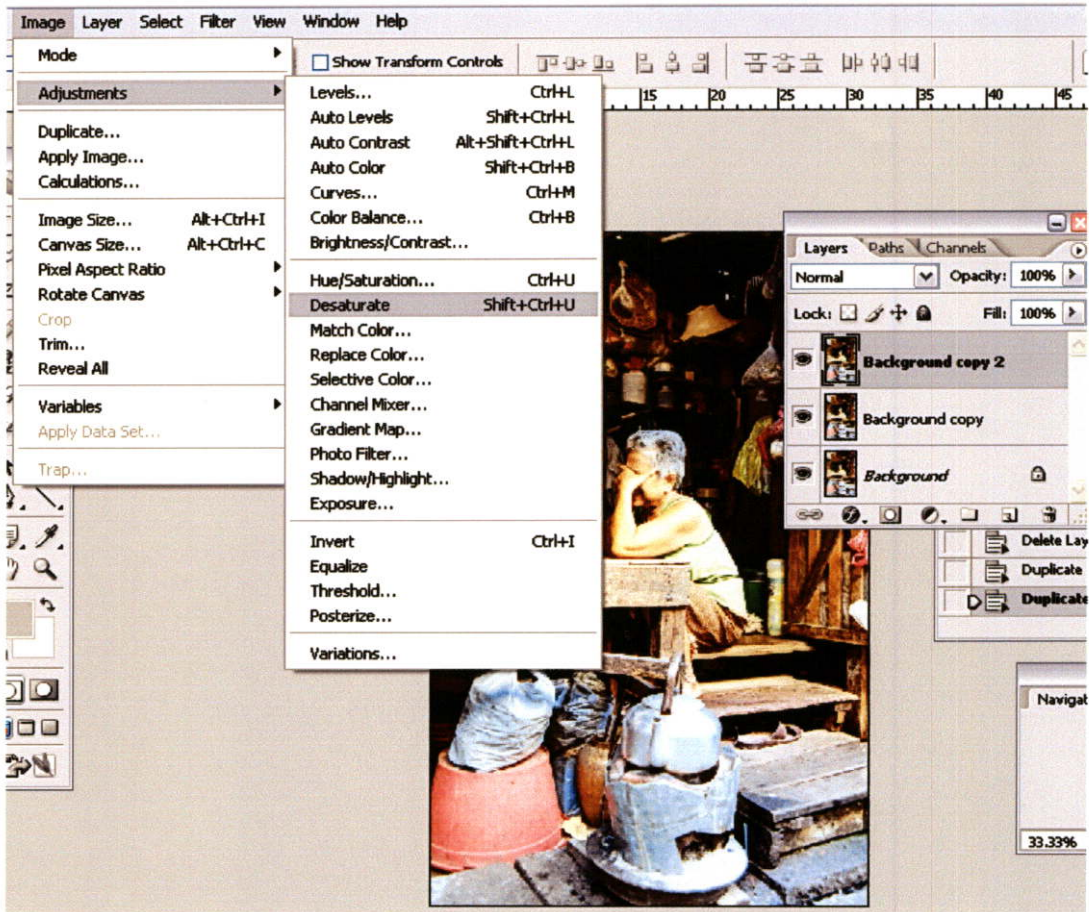 Image Layer Select Filter View Window Help
Mode
Adjustments
Duplicate...
Apply Image...
Calculations...
Image Size... Alt+Ctrl+I
Canvas Size... Alt+Ctrl+C
Pixel Aspect Ratio
Rotate Canvas
Crop
Trim...
Reveal All
Variables
Apply Data Set...
Trap...
Show Transform Controls
15 20 25 30 35 40 45
Levels... Ctrl+L
Auto Levels Shift+Ctrl+L
Auto Contrast Alt+Shift+Ctrl+L
Auto Color Shift+Ctrl+B
Curves... Ctrl+M
Color Balance... Ctrl+B
Brightness/Contrast...
Hue/Saturation... Ctrl+U
Desaturate Shift+Ctrl+U
Match Color...
Replace Color...
Selective Color...
Channel Mixer...
Gradient Map...
Photo Filter...
Shadow/Highlight...
Exposure...
Invert Ctrl+I
Equalize
Threshold...
Posterize...
Variations...
Layers Paths Channels
Normal Opacity: 100%
Lock: Fill: 100%
Background copy 2
Background copy
Background
Delete Lay
Duplicate
Duplicate
Navigat
33.33%